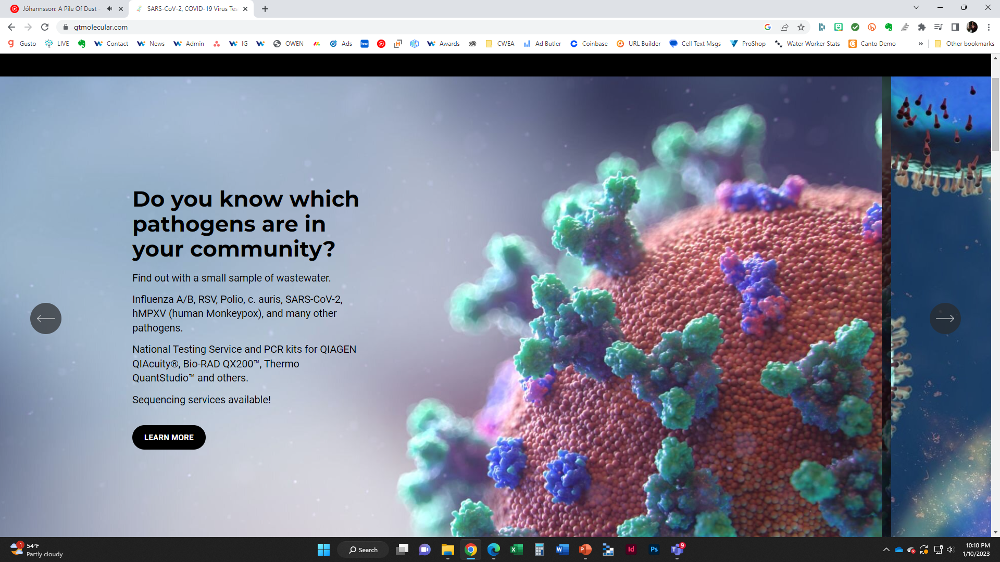 Jóhannsson: A Pile Of Dust -
SARS-CoV-2, COVID-19 Virus Tes
gtmolecular.com
Gusto
LIVE
Contact
News
Admin
IG
OWEN
Ads
box
Awards
CWEA
Ad Butler
Coinbase
URL Builder
Cell Text Msgs
ProShop
Water Worker Stats
Canto Demo
»
Other bookmarks
Do you know which
pathogens are in
your community?
Find out with a small sample of wastewater.
Influenza A/B, RSV, Polio, c. auris, SARS-CoV-2,
hMPXV (human Monkeypox), and many other
pathogens.
National Testing Service and PCR kits for QIAGEN
QIAcuity®, Bio-RAD QX200™, Thermo
QuantStudio™ and others.
Sequencing services available!
LEARN MORE
1
54°F
Partly cloudy
Search
Id
Ps
9
10:10 PM
1/10/2023